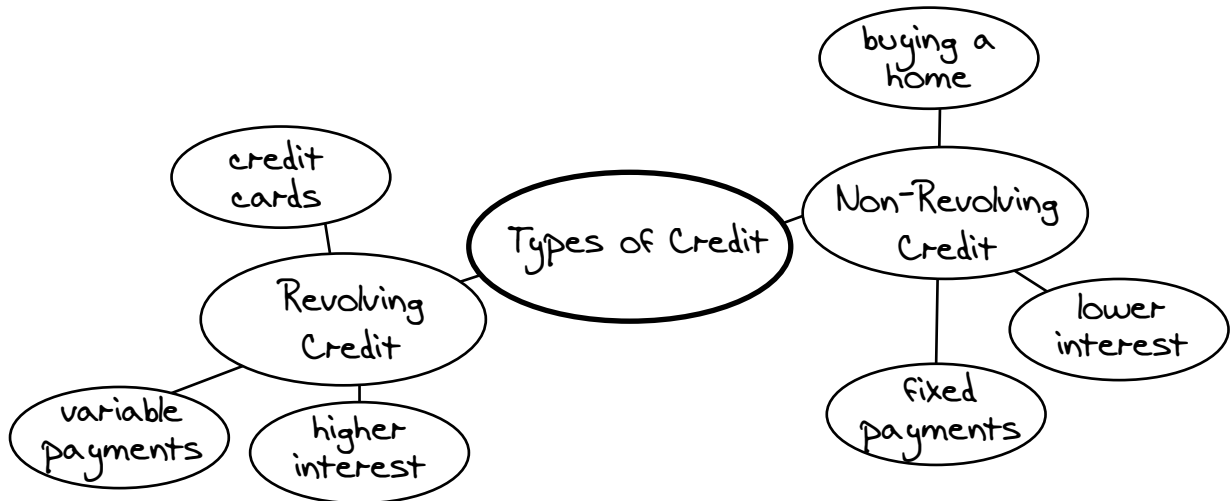 buying a
home
credit
cards
Types of Credit
Non-Revolving
Credit
Revolving
Credit
lower
interest
variable
payments
higher
interest
fixed
payments